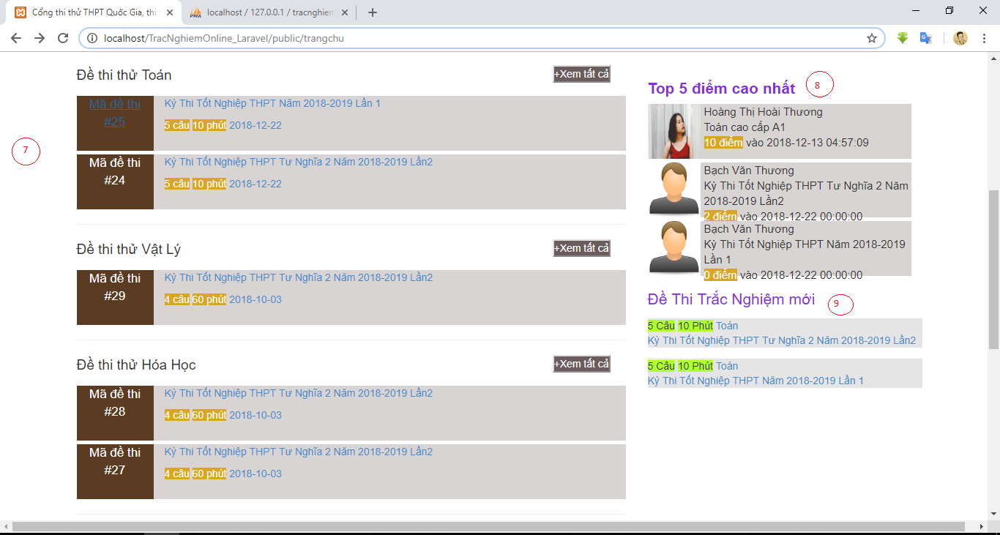 Cổng thi thử THPT Quốc Gia, thi
localhost / 127.0.0.1 / tracnghiem
localhost/TracNghiemOnline_Laravel/public/trangchu
Đề thi thử Toán
+Xem tất cả
Mã đề thi
#25
Kỳ Thi Tốt Nghiệp THPT Năm 2018-2019 Lần 1
5 câu 10 phút 2018-12-22
7
Mã đề thi
#24
Kỳ Thi Tốt Nghiệp THPT Tư Nghĩa 2 Năm 2018-2019 Lần2
5 câu 10 phút 2018-12-22
Đề thi thử Vật Lý
+Xem tất cả
Mã đề thi
#29
Kỳ Thi Tốt Nghiệp THPT Tư Nghĩa 2 Năm 2018-2019 Lần2
4 câu 60 phút 2018-10-03
Đề thi thử Hóa Học
+Xem tất cả
Mã đề thi
#28
Kỳ Thi Tốt Nghiệp THPT Tư Nghĩa 2 Năm 2018-2019 Lần2
4 câu 60 phút 2018-10-03
Mã đề thi
#27
Kỳ Thi Tốt Nghiệp THPT Tư Nghĩa 2 Năm 2018-2019 Lần2
4 câu 60 phút 2018-10-03
Top 5 điểm cao nhất
8
Hoàng Thị Hoài Thương
Toán cao cấp A1
10 điểm vào 2018-12-13 04:57:09
Bạch Văn Thương
Kỳ Thi Tốt Nghiệp THPT Tư Nghĩa 2 Năm
2018-2019 Lần2
2 điểm vào 2018-12-22 00:00:00
Bạch Văn Thương
Kỳ Thi Tốt Nghiệp THPT Năm 2018-2019
Lần 1
0 điểm vào 2018-12-22 00:00:00
Đề Thi Trắc Nghiệm mới
9
5 Câu 10 Phút Toán
Kỳ Thi Tốt Nghiệp THPT Tư Nghĩa 2 Năm 2018-2019 Lần2
5 Câu 10 Phút Toán
Kỳ Thi Tốt Nghiệp THPT Năm 2018-2019 Lần 1